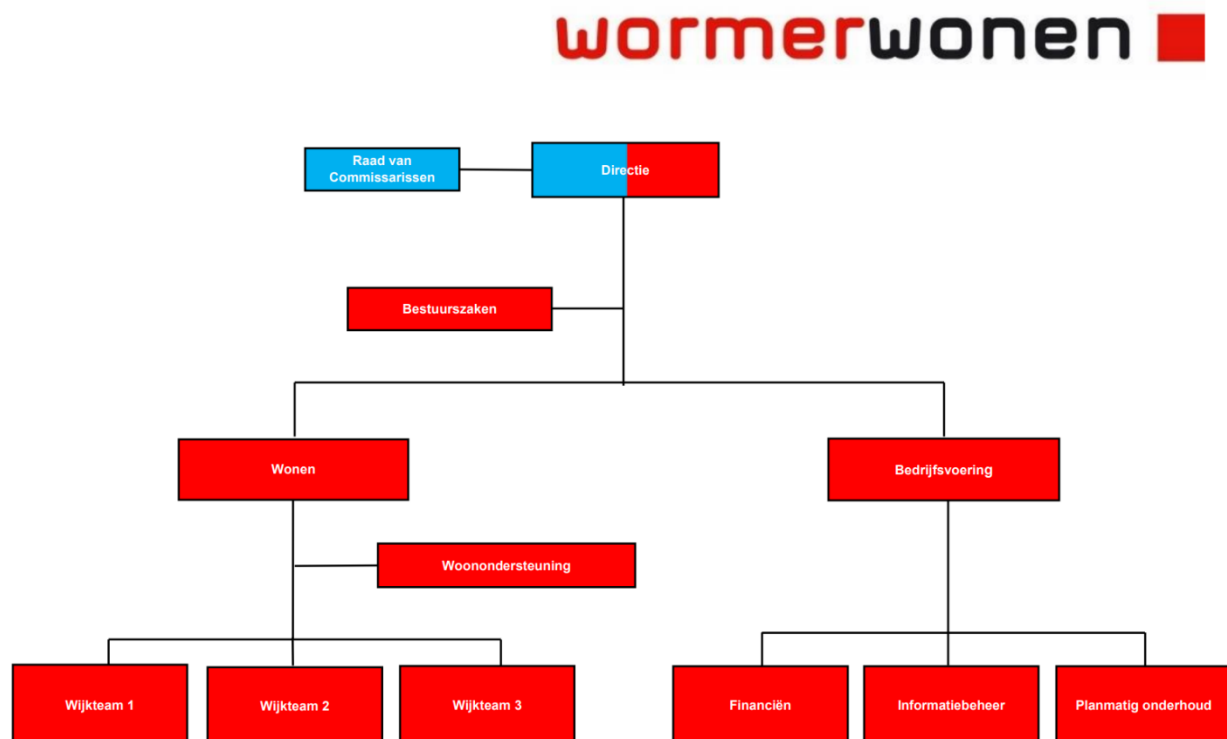 wormerwonen
Raad van
Commissarissen
Directie
Bestuurszaken
Wonen
Bedrijfsvoering
Woonondersteuning
Wijkteam 1
Wijkteam 2
Wijkteam 3
Financiën
Informatiebeheer
Planmatig onderhoud